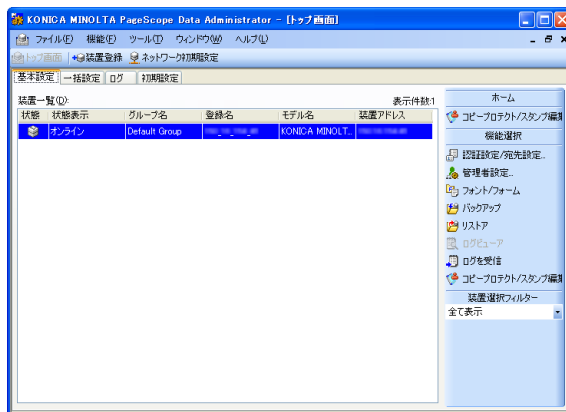 KONICA MINOLTA PageScope Data Administrator - [トップ画面]
ファイル(F) 機能(E) ツール(T) ウィンドウ(W) ヘルプ(L)
トップ画面 装置登録 ネットワーク初期設定
基本設定 一括設定 ログ 初期設定
装置一覧(D): 表示件数:1
状態 状態表示 グループ名 登録名 モデル名 装置アドレス
オンライン Default Group KONICA MINOLT...
ホーム
コピープロテクト/スタンプ編集
機能選択
認証設定/宛先設定..
管理者設定..
フォント/フォーム
バックアップ
リストア
ログビューア
ログを受信
コピープロテクト/スタンプ編集
装置選択フィルター
全て表示